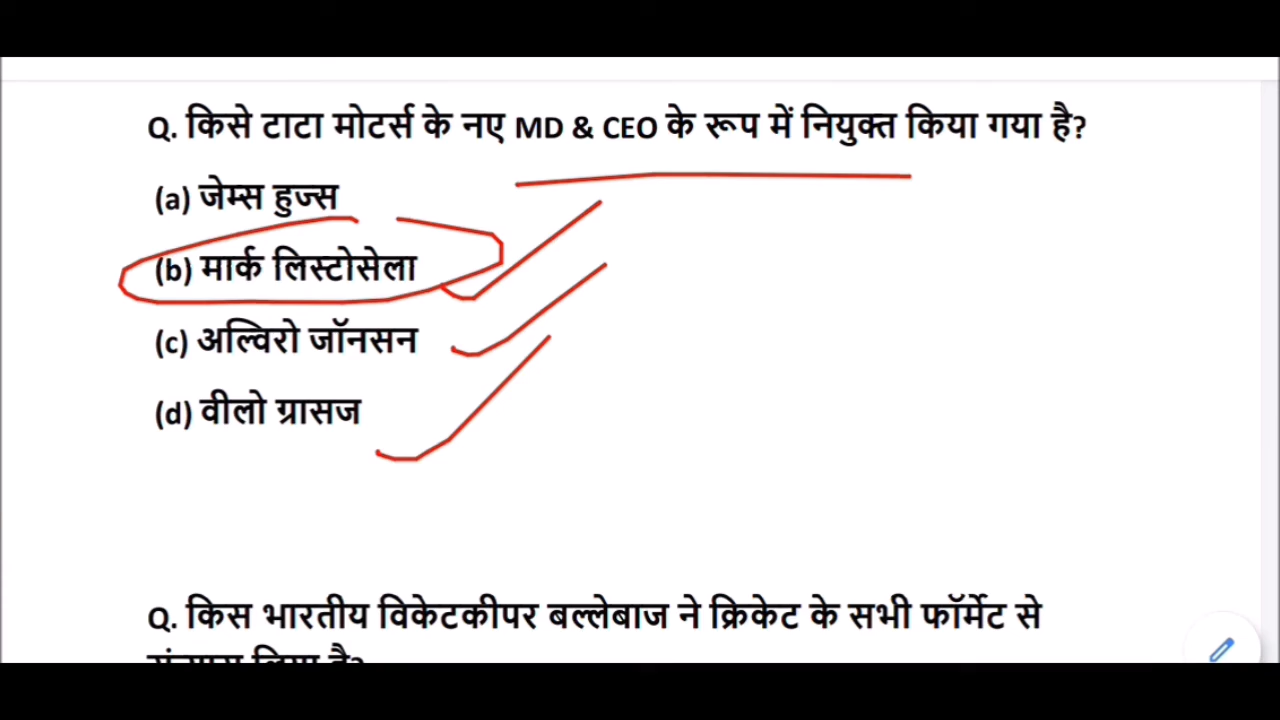 Q. किसे टाटा मोटर्स के नए MD & CEO के रूप में नियुक्त किया गया है?
(a) जेम्स हुज्स
(b) मार्क लिस्टोसेला
(c) अल्विरो जॉनसन
(d) वीलो ग्रासज
Q. किस भारतीय विकेटकीपर बल्लेबाज ने क्रिकेट के सभी फॉर्मेट से
संन्यास लिया है?